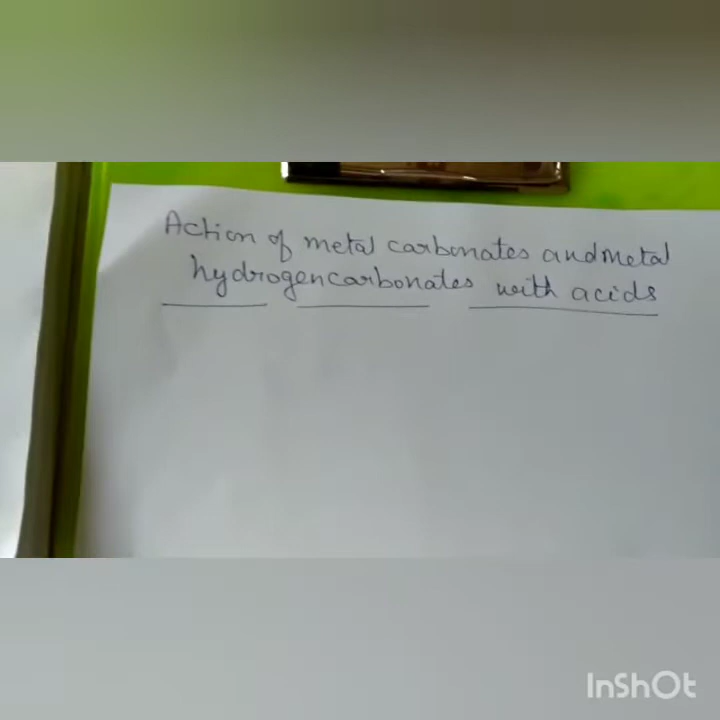 Action of metal carbonates and metal
hydrogencarbonates with acids
InShOt